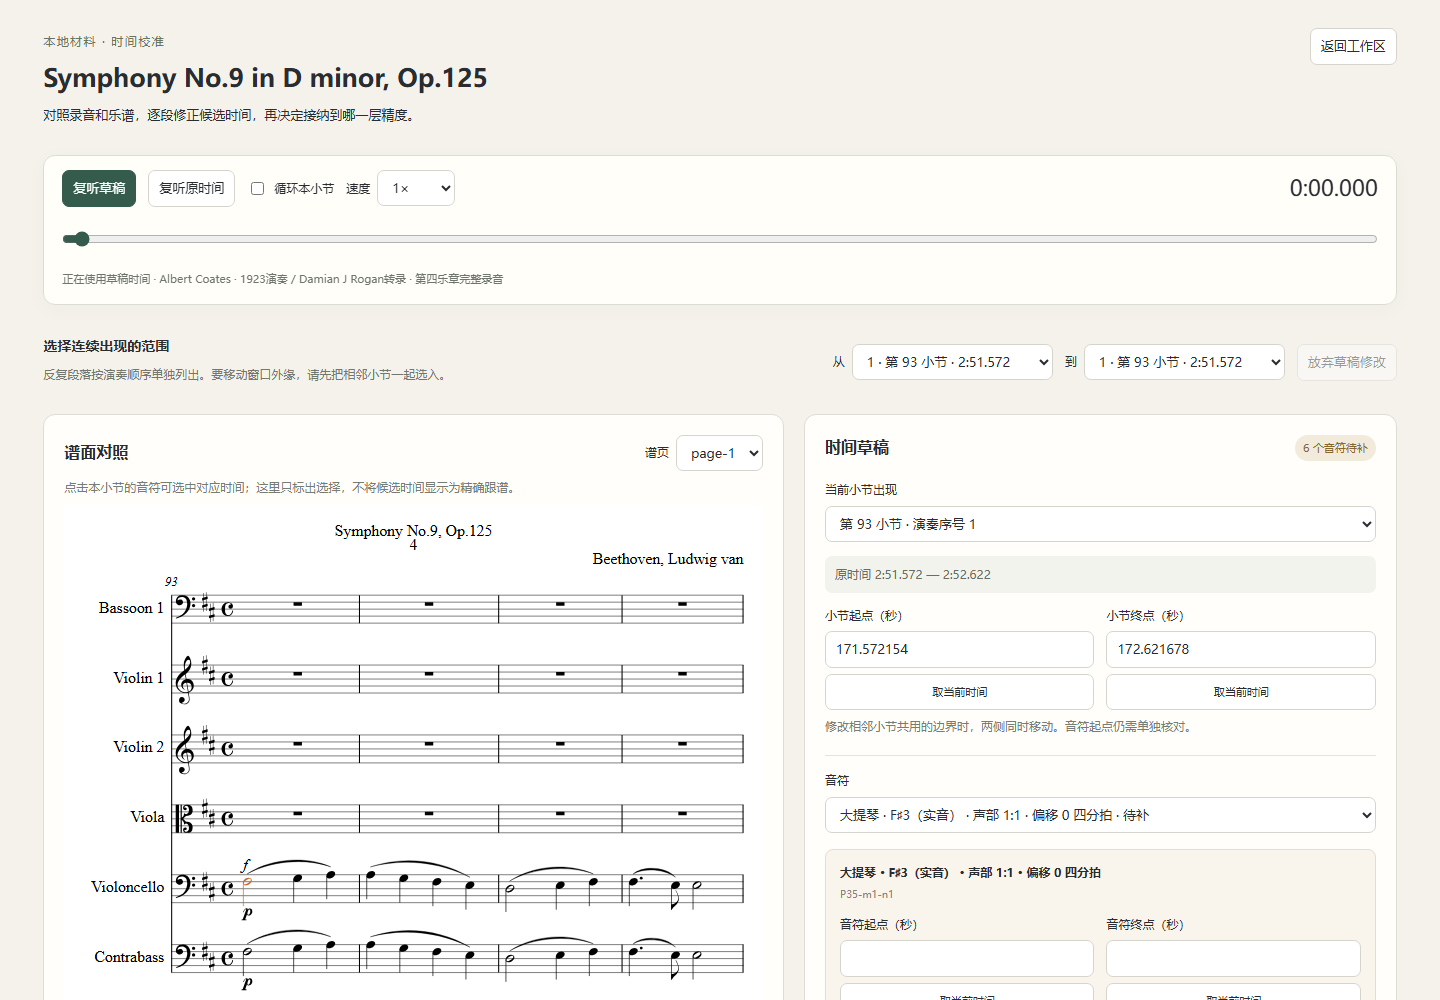 本地材料 · 时间校准
返回工作区
Symphony No.9 in D minor, Op.125
对照录音和乐谱，逐段修正候选时间，再决定接纳到哪一层精度。
复听草稿
复听原时间
循环本小节
速度
1×
0:00.000
正在使用草稿时间 · Albert Coates · 1923演奏 / Damian J Rogan转录 · 第四乐章完整录音
选择连续出现的范围
反复段落按演奏顺序单独列出。要移动窗口外缘，请先把相邻小节一起选入。
从
1 · 第 93 小节 · 2:51.572
到
1 · 第 93 小节 · 2:51.572
放弃草稿修改
谱面对照
谱页
page-1
点击本小节的音符可选中对应时间；这里只标出选择，不将候选时间显示为精确跟谱。
Symphony No.9, Op.125
4
Beethoven, Ludwig van
93
Bassoon 1
Violin 1
Violin 2
Viola
f
Violoncello
p
Contrabass
p
时间草稿
6 个音符待补
当前小节出现
第 93 小节 · 演奏序号 1
原时间 2:51.572 — 2:52.622
小节起点（秒）
小节终点（秒）
171.572154
172.621678
取当前时间
取当前时间
修改相邻小节共用的边界时，两侧同时移动。音符起点仍需单独核对。
音符
大提琴 · F♯3（实音） · 声部 1:1 · 偏移 0 四分拍 · 待补
大提琴 · F♯3（实音） · 声部 1:1 · 偏移 0 四分拍
P35-m1-n1
音符起点（秒）
音符终点（秒）
取当前时间
取当前时间